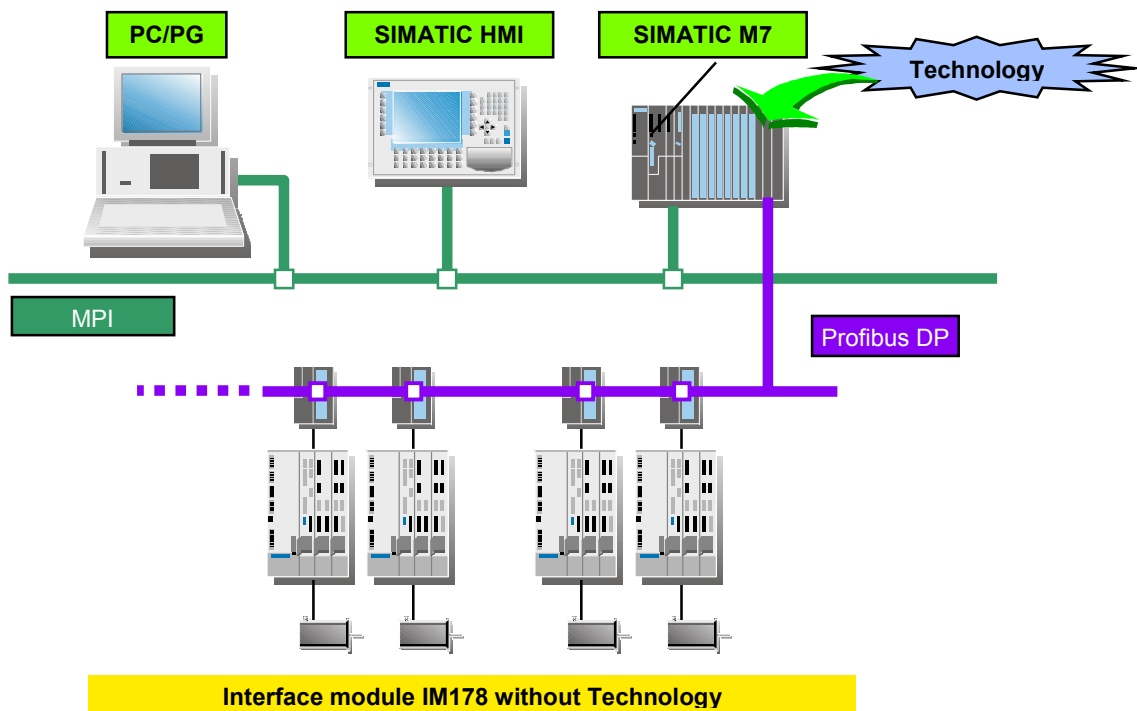 PC/PG
SIMATIC HMI
SIMATIC M7
Technology
MPI
Profibus DP
Interface module IM178 without Technology